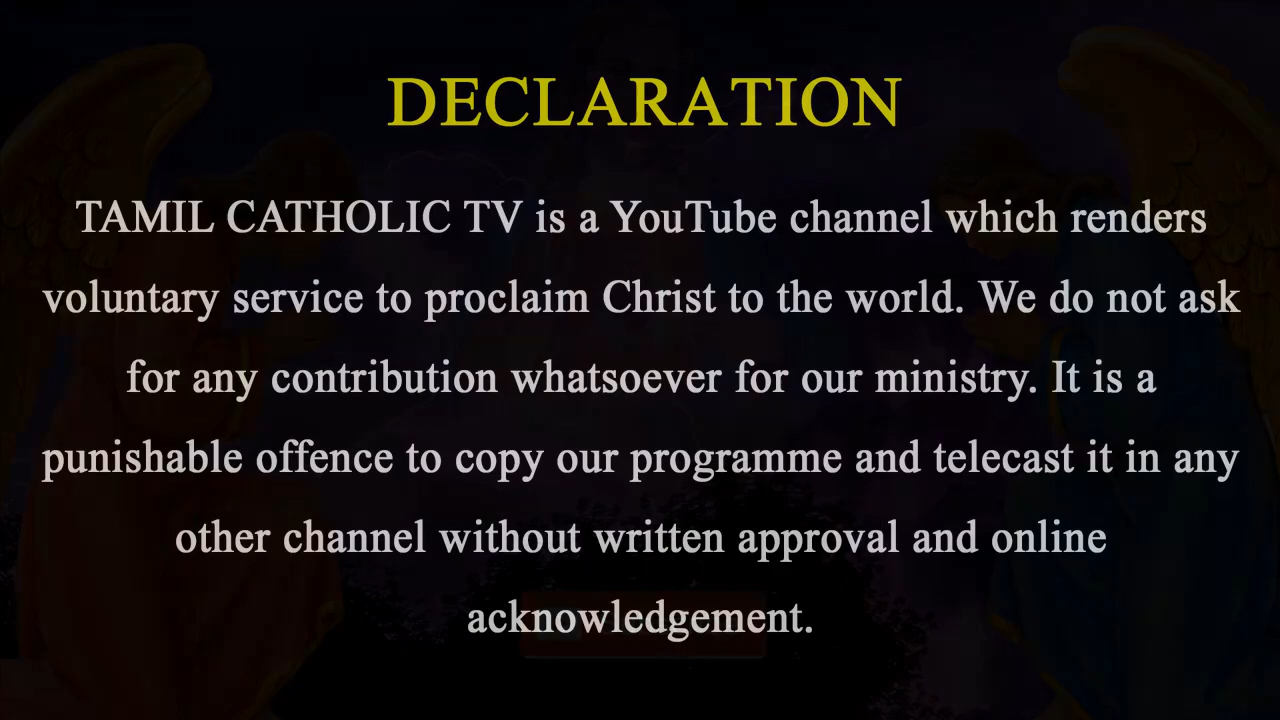 DECLARATION
TAMIL CATHOLIC TV is a YouTube channel which renders
voluntary service to proclaim Christ to the world. We do not ask
for any contribution whatsoever for our ministry. It is a
punishable offence to copy our programme and telecast it in any
other channel without written approval and online
acknowledgement.